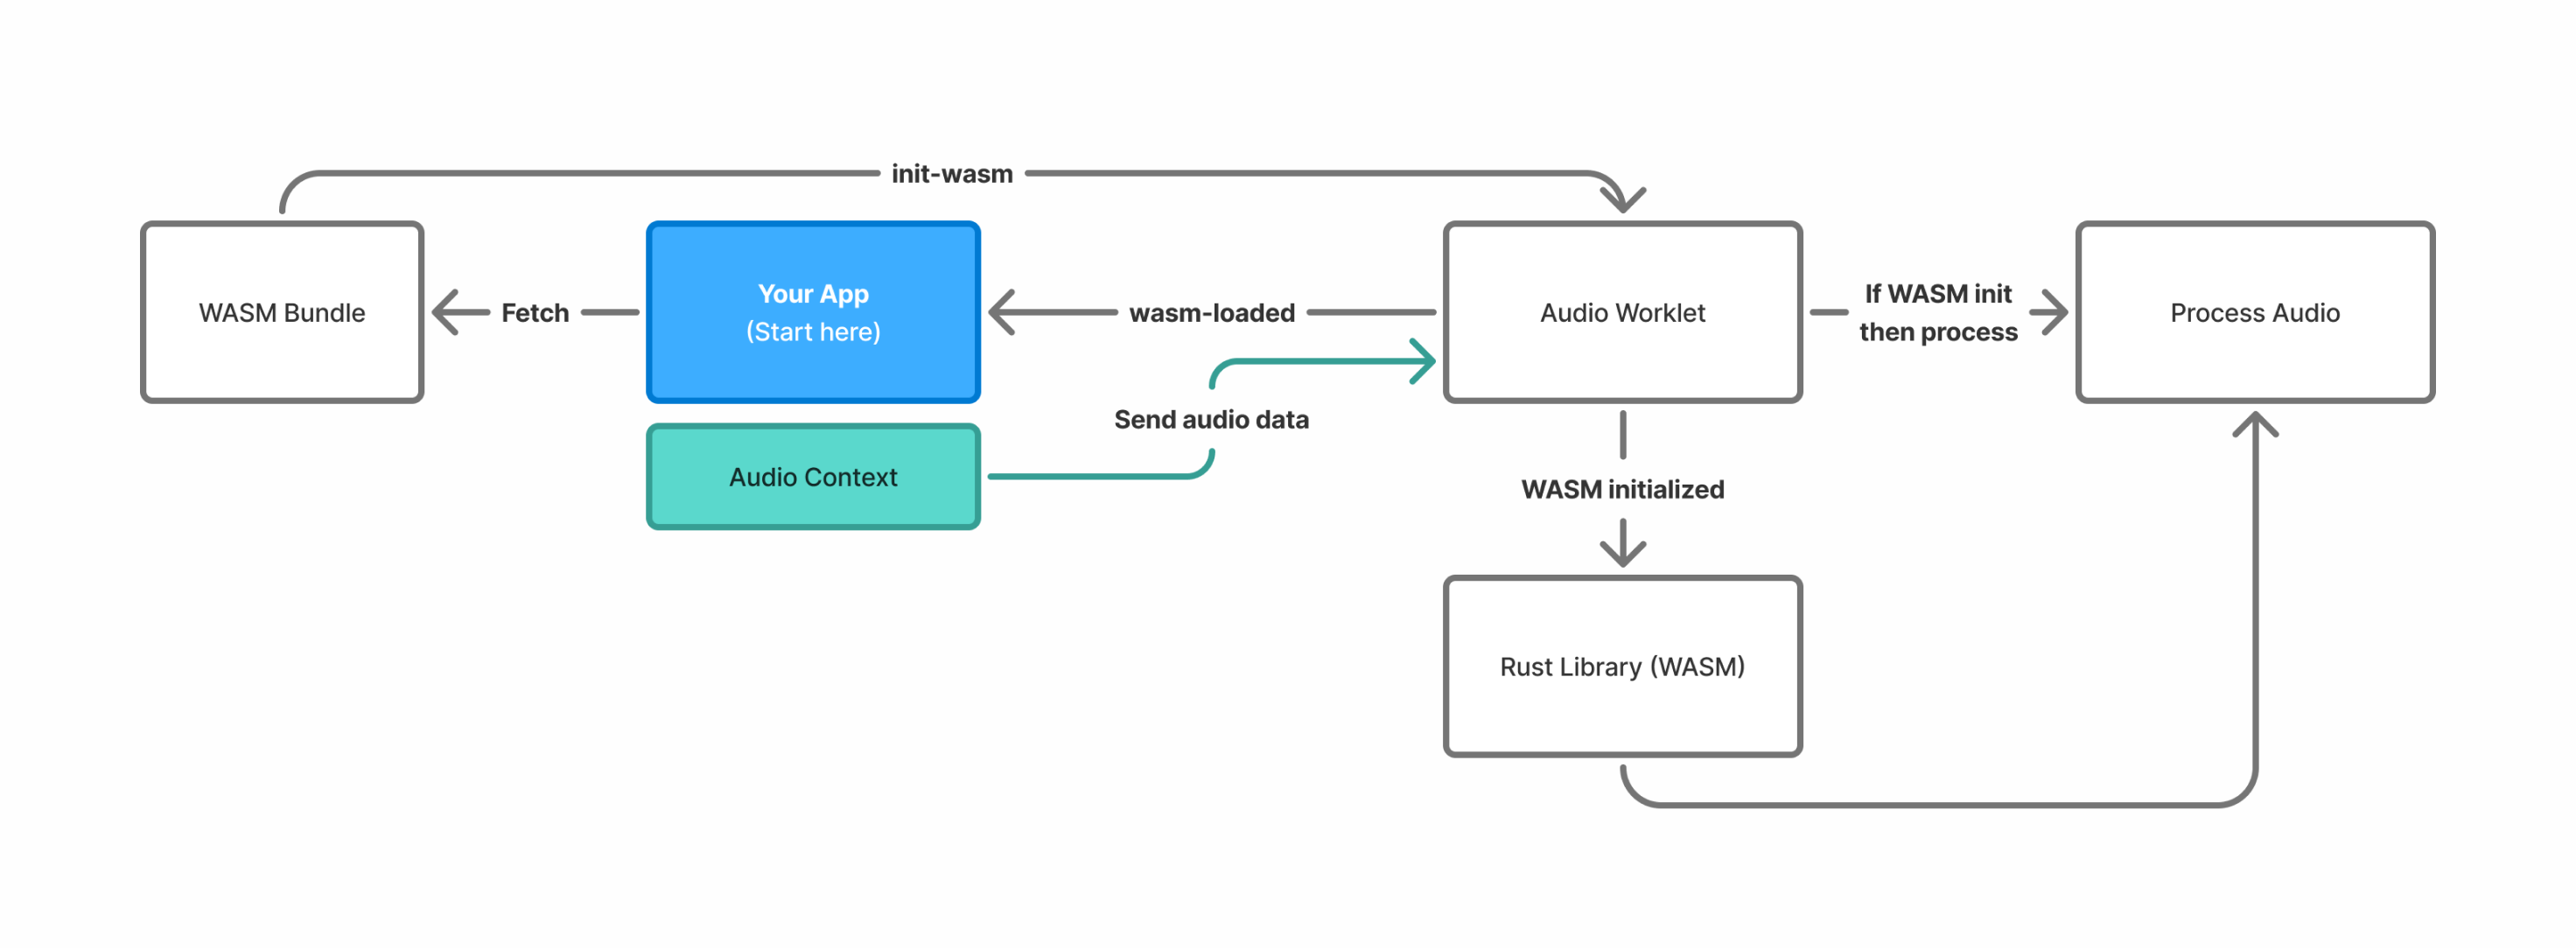 init-wasm
WASM Bundle
Fetch
Your App
(Start here)
wasm-loaded
Audio Worklet
If WASM init
then process
Process Audio
Send audio data
Audio Context
WASM initialized
Rust Library (WASM)